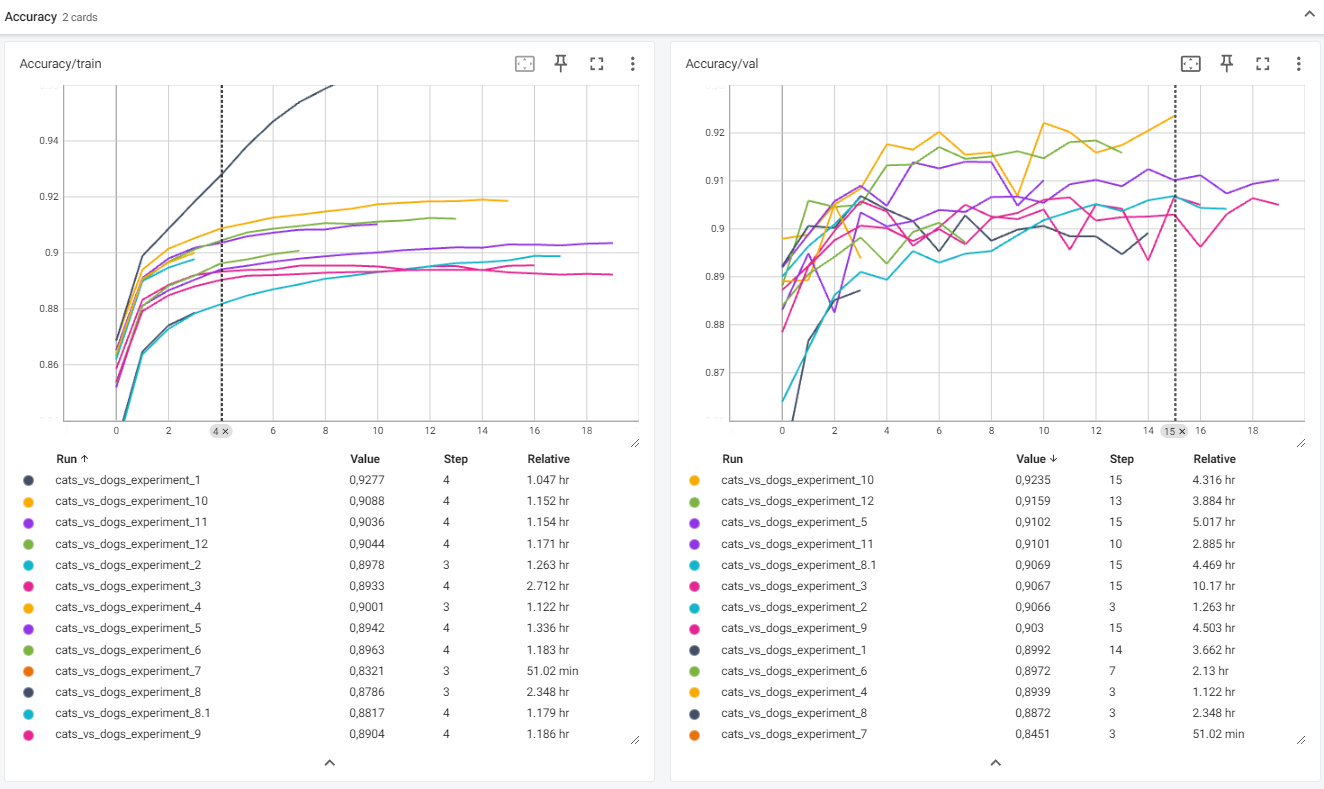 Accuracy 2 cards
Accuracy/train
0.94
0.92
0.9
0.88
0.86
0 2 4 × 6 8 10 12 14 16 18
Run ↑ Value Step Relative
cats_vs_dogs_experiment_1 0,9277 4 1.047 hr
cats_vs_dogs_experiment_10 0,9088 4 1.152 hr
cats_vs_dogs_experiment_11 0,9036 4 1.154 hr
cats_vs_dogs_experiment_12 0,9044 4 1.171 hr
cats_vs_dogs_experiment_2 0,8978 3 1.263 hr
cats_vs_dogs_experiment_3 0,8933 4 2.712 hr
cats_vs_dogs_experiment_4 0,9001 3 1.122 hr
cats_vs_dogs_experiment_5 0,8942 4 1.336 hr
cats_vs_dogs_experiment_6 0,8963 4 1.183 hr
cats_vs_dogs_experiment_7 0,8321 3 51.02 min
cats_vs_dogs_experiment_8 0,8786 3 2.348 hr
cats_vs_dogs_experiment_8.1 0,8817 4 1.179 hr
cats_vs_dogs_experiment_9 0,8904 4 1.186 hr
Accuracy/val
0.92
0.91
0.9
0.89
0.88
0.87
0 2 4 6 8 10 12 14 15 × 16 18
Run Value ↓ Step Relative
cats_vs_dogs_experiment_10 0,9235 15 4.316 hr
cats_vs_dogs_experiment_12 0,9159 13 3.884 hr
cats_vs_dogs_experiment_5 0,9102 15 5.017 hr
cats_vs_dogs_experiment_11 0,9101 10 2.885 hr
cats_vs_dogs_experiment_8.1 0,9069 15 4.469 hr
cats_vs_dogs_experiment_3 0,9067 15 10.17 hr
cats_vs_dogs_experiment_2 0,9066 3 1.263 hr
cats_vs_dogs_experiment_9 0,903 15 4.503 hr
cats_vs_dogs_experiment_1 0,8992 14 3.662 hr
cats_vs_dogs_experiment_6 0,8972 7 2.13 hr
cats_vs_dogs_experiment_4 0,8939 3 1.122 hr
cats_vs_dogs_experiment_8 0,8872 3 2.348 hr
cats_vs_dogs_experiment_7 0,8451 3 51.02 min